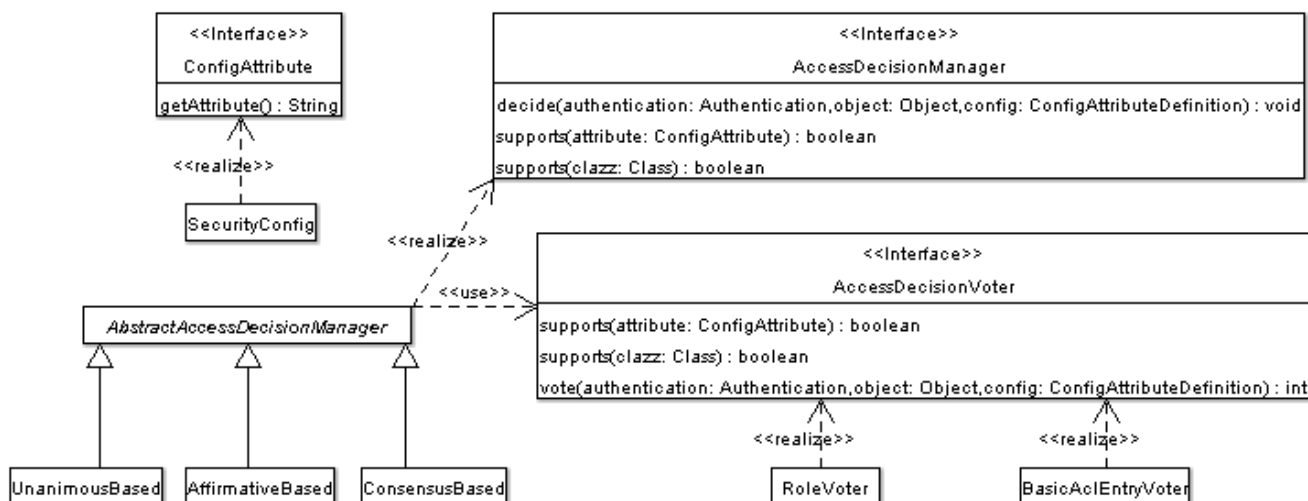 <<Interface>>
ConfigAttribute
getAttribute() : String
<<realize>>
SecurityConfig
<<Interface>>
AccessDecisionManager
decide(authentication: Authentication,object: Object,config: ConfigAttributeDefinition) : void
supports(attribute: ConfigAttribute) : boolean
supports(clazz: Class) : boolean
<<realize>>
<<use>>
<<Interface>>
AccessDecisionVoter
supports(attribute: ConfigAttribute) : boolean
supports(clazz: Class) : boolean
vote(authentication: Authentication,object: Object,config: ConfigAttributeDefinition) : int
AbstractAccessDecisionManager
<<realize>>
<<realize>>
UnanimousBased
AffirmativeBased
ConsensusBased
RoleVoter
BasicAclEntryVoter